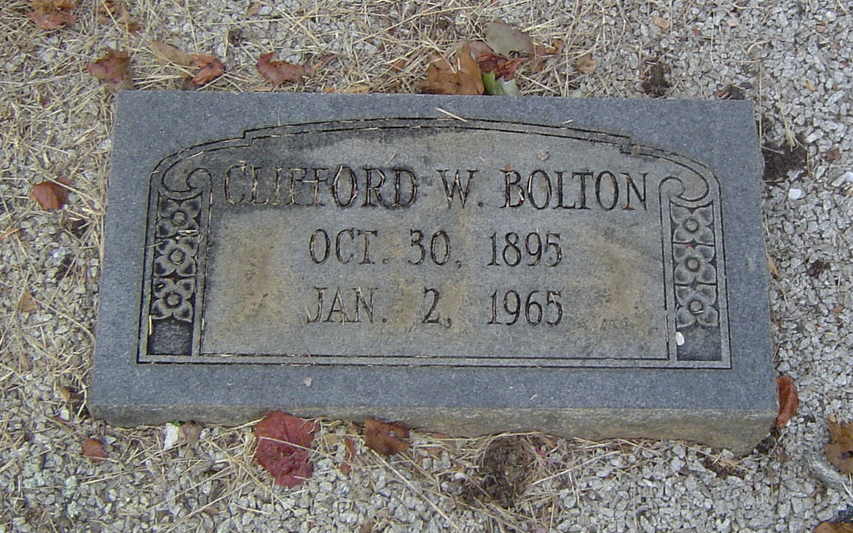 CLIFFORD W. BOLTON
OCT. 30, 1895
JAN. 2, 1965